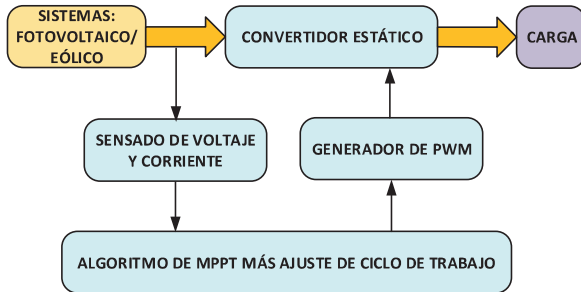 SISTEMAS:
FOTOVOLTAICO/
EÓLICO
CONVERTIDOR ESTÁTICO
CARGA
SENSADO DE VOLTAJE
Y CORRIENTE
GENERADOR DE PWM
ALGORITMO DE MPPT MÁS AJUSTE DE CICLO DE TRABAJO